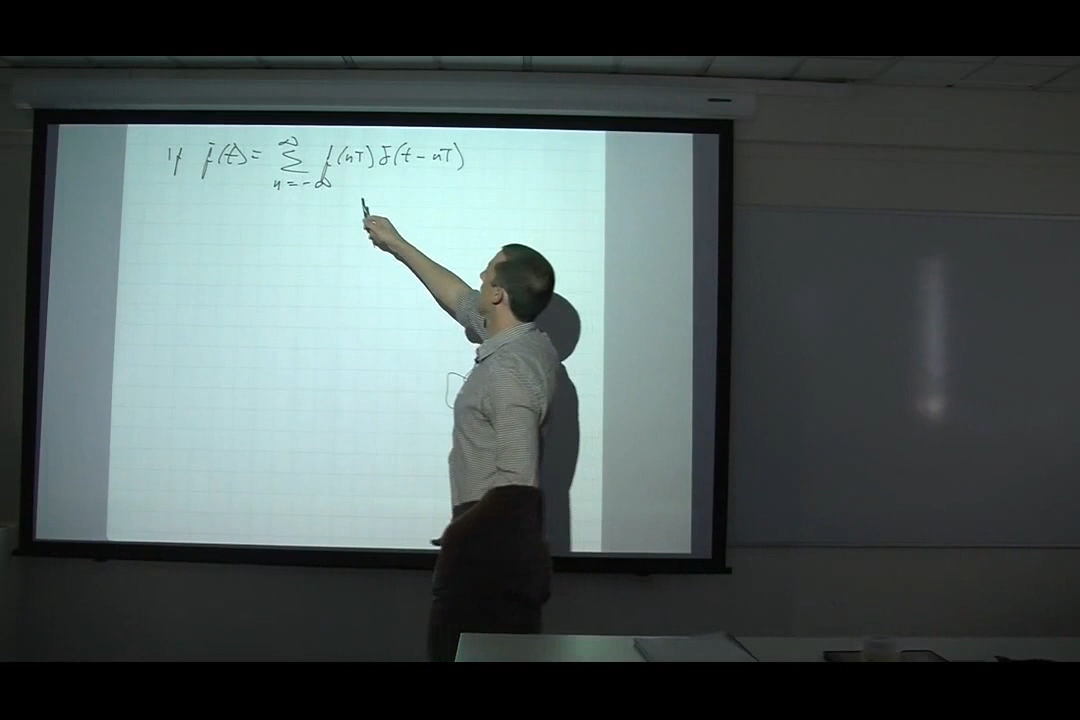 If f̄(t) = ∑_{n=-∞}^{∞} f(nT) δ(t - nT)